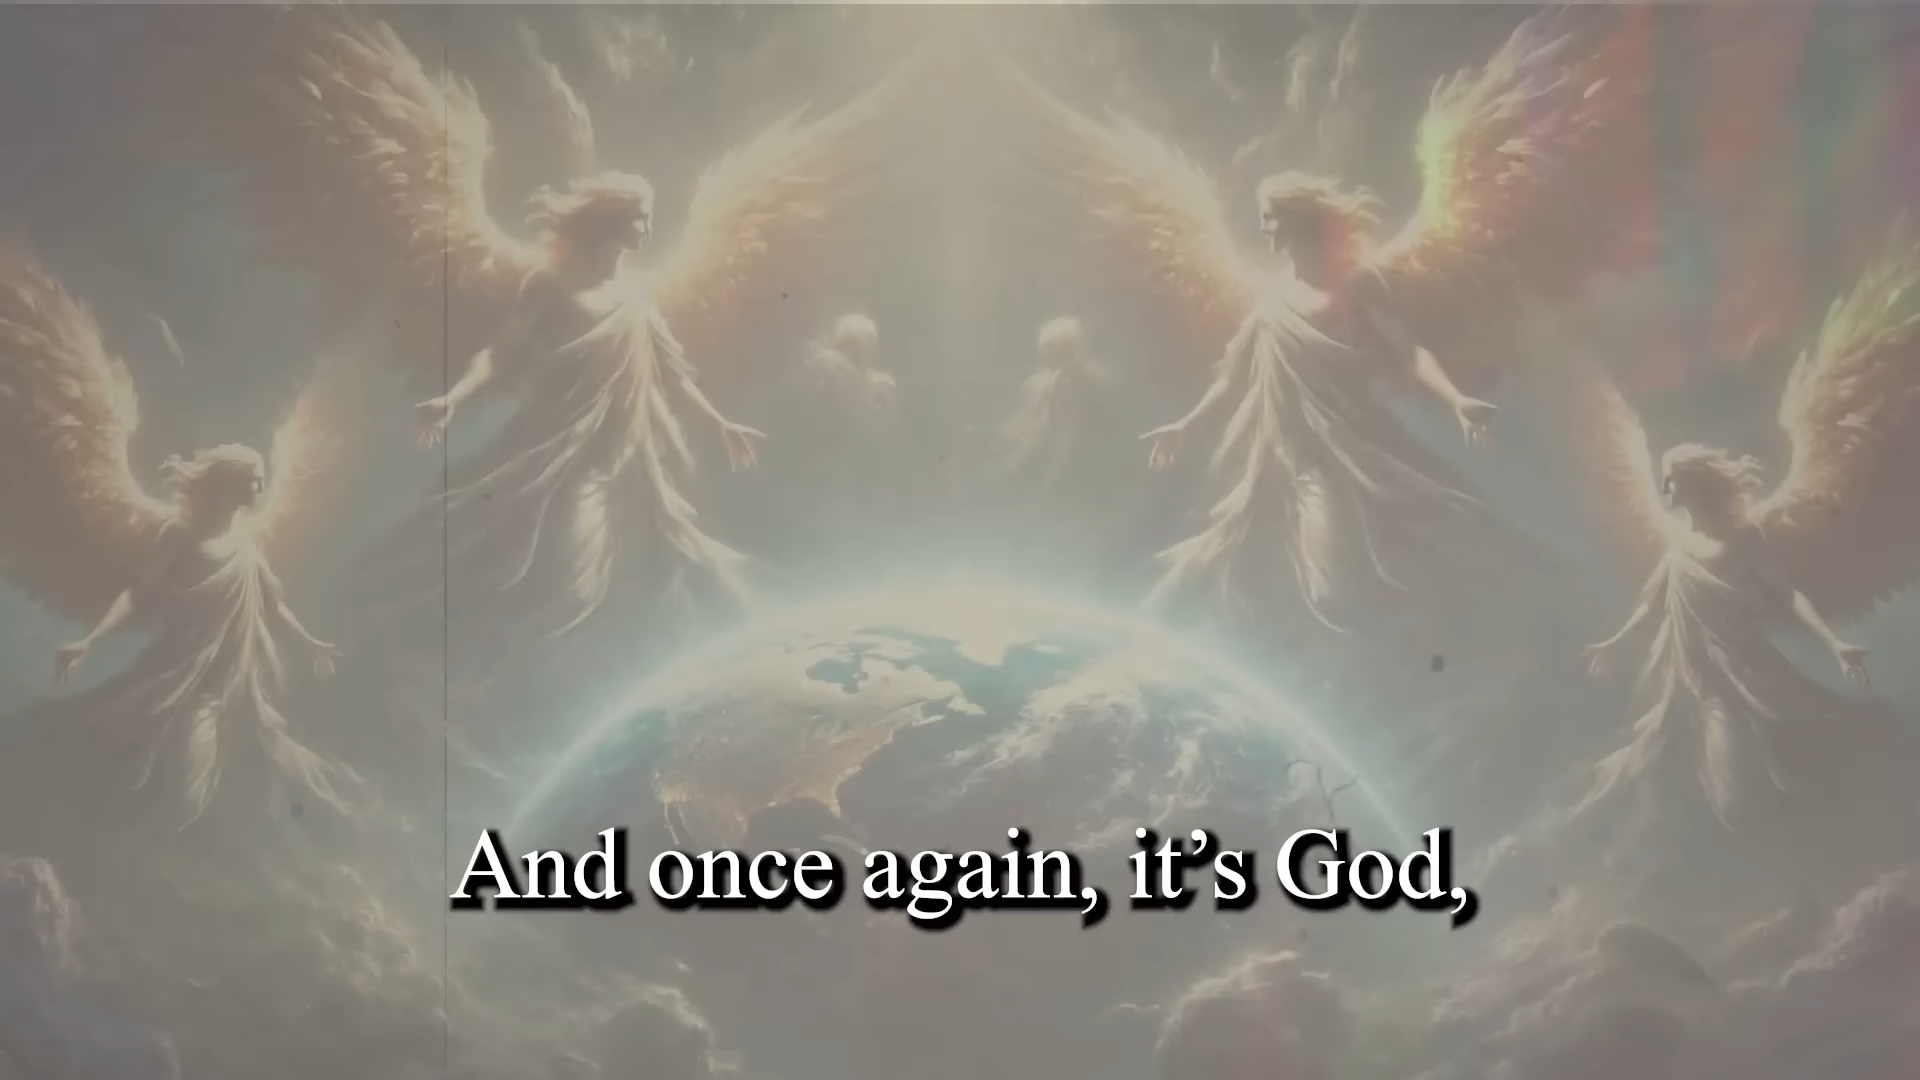 And once again, it’s God,